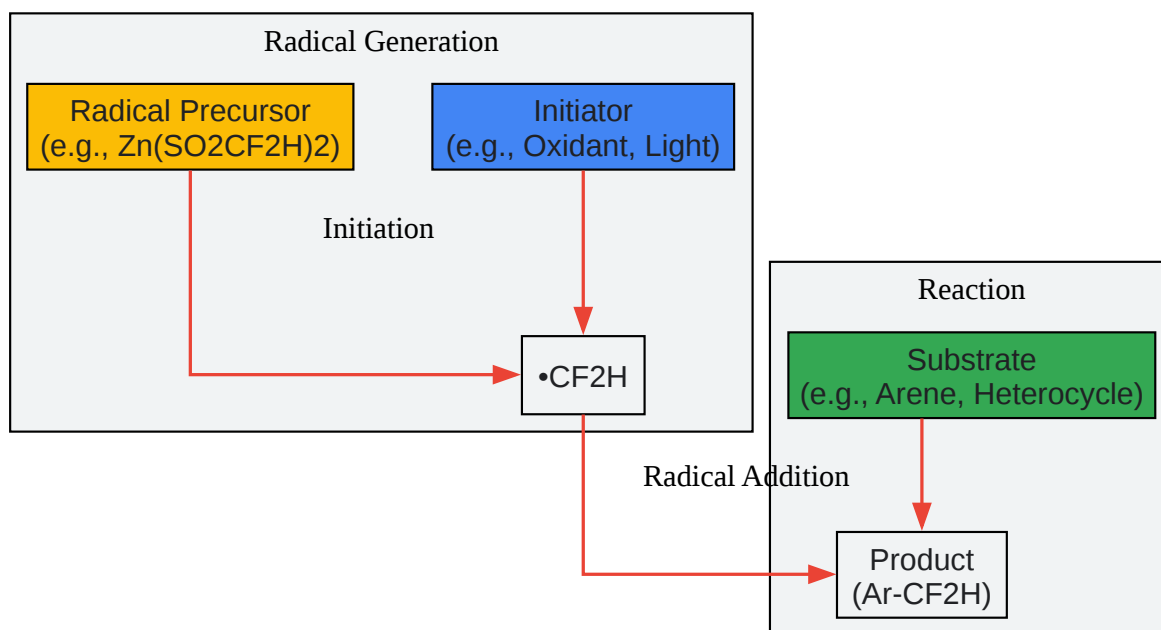 Radical Generation
Radical Precursor
(e.g., Zn(SO2CF2H)2)
Initiator
(e.g., Oxidant, Light)
Initiation
•CF2H
Reaction
Substrate
(e.g., Arene, Heterocycle)
Radical Addition
Product
(Ar-CF2H)